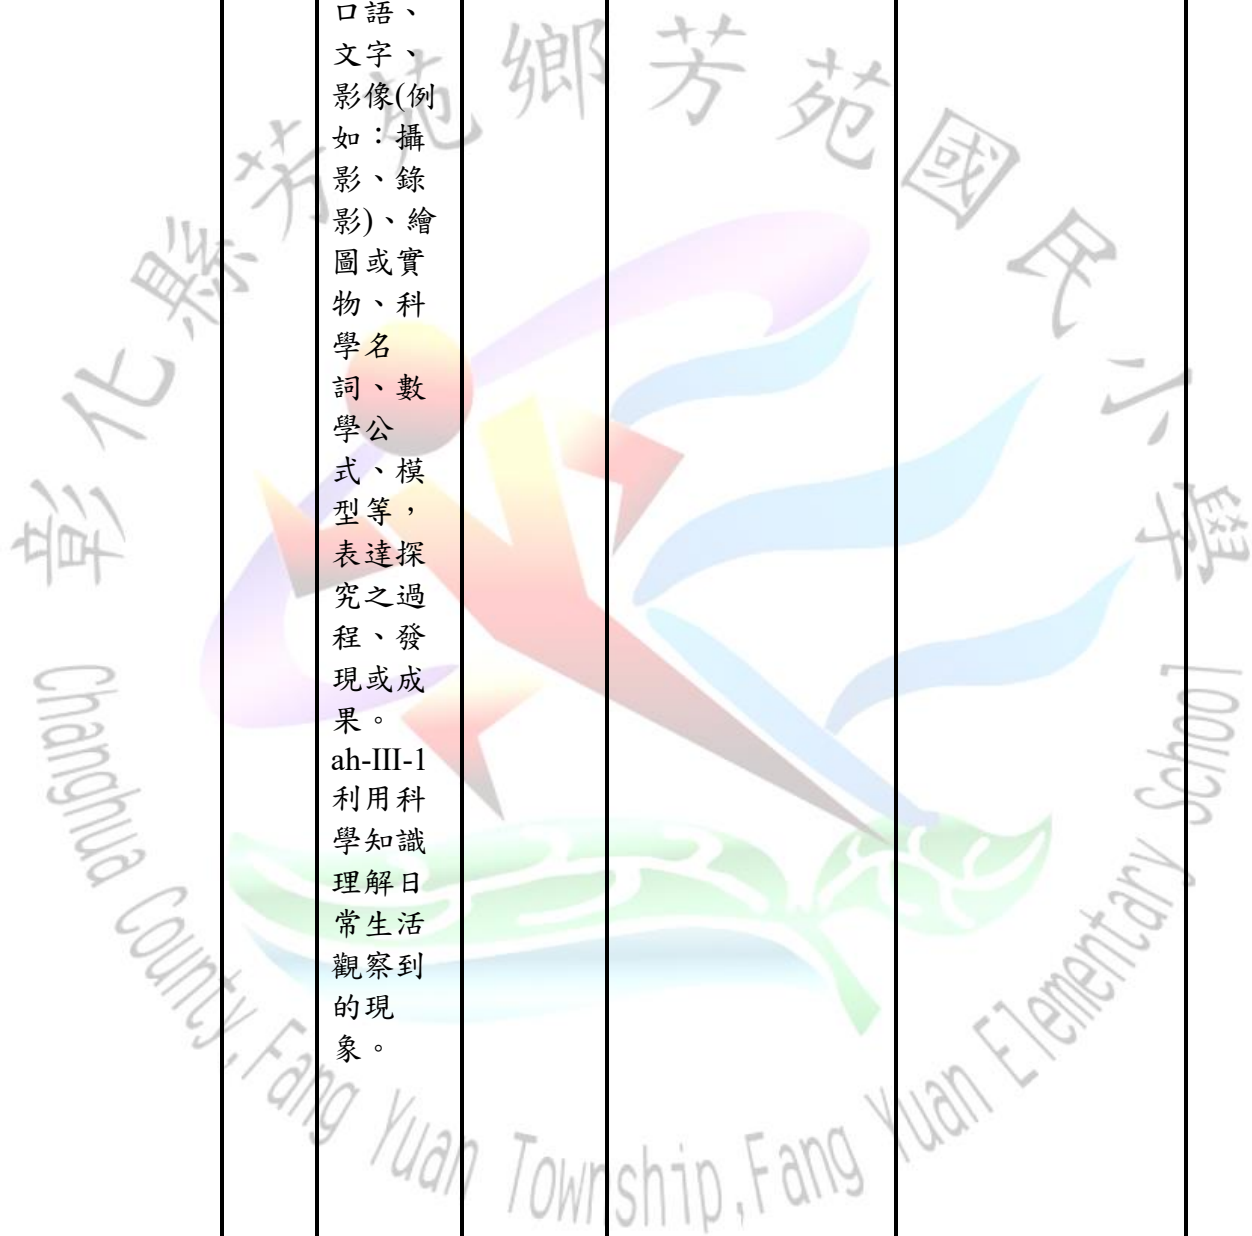 口語、
文字、
影像(例
如：攝
影、錄
影)、繪
圖或實
物、科
學名
詞、數
學公
式、模
型等，
表達探
究之過
程、發
現或成
果。
ah-III-1
利用科
學知識
理解日
常生活
觀察到
的現
象。
彰化縣芳苑鄉芳苑國民小學
Changhua County, Fang Yuan Township, Fang Yuan Elementary School